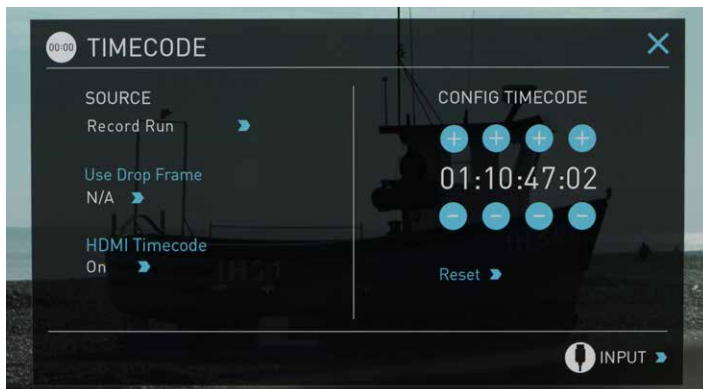 00:00 TIMECODE
SOURCE
Record Run
Use Drop Frame
N/A
HDMI Timecode
On
CONFIG TIMECODE
01:10:47:02
Reset
INPUT
IHS1